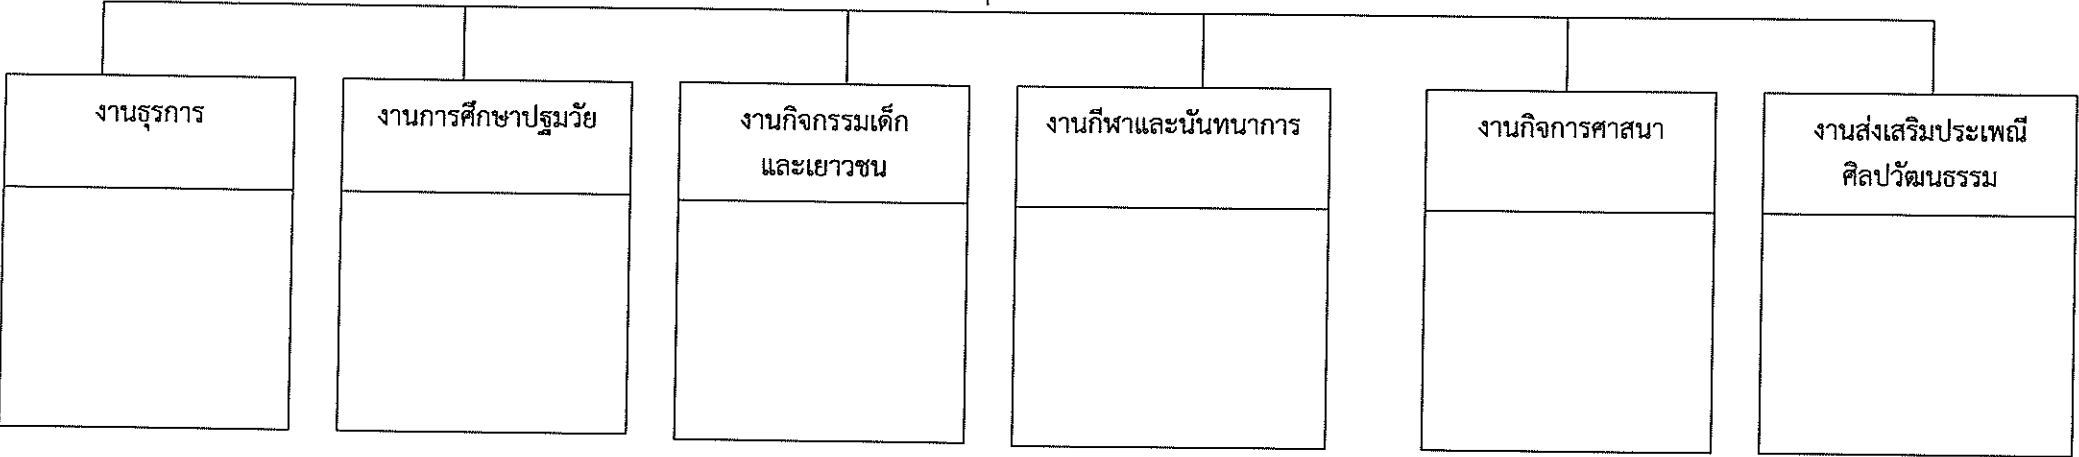 งานธุรการ
งานการศึกษาปฐมวัย
งานกิจกรรมเด็ก
และเยาวชน
งานกีฬาและนันทนาการ
งานกิจการศาสนา
งานส่งเสริมประเพณี
ศิลปวัฒนธรรม